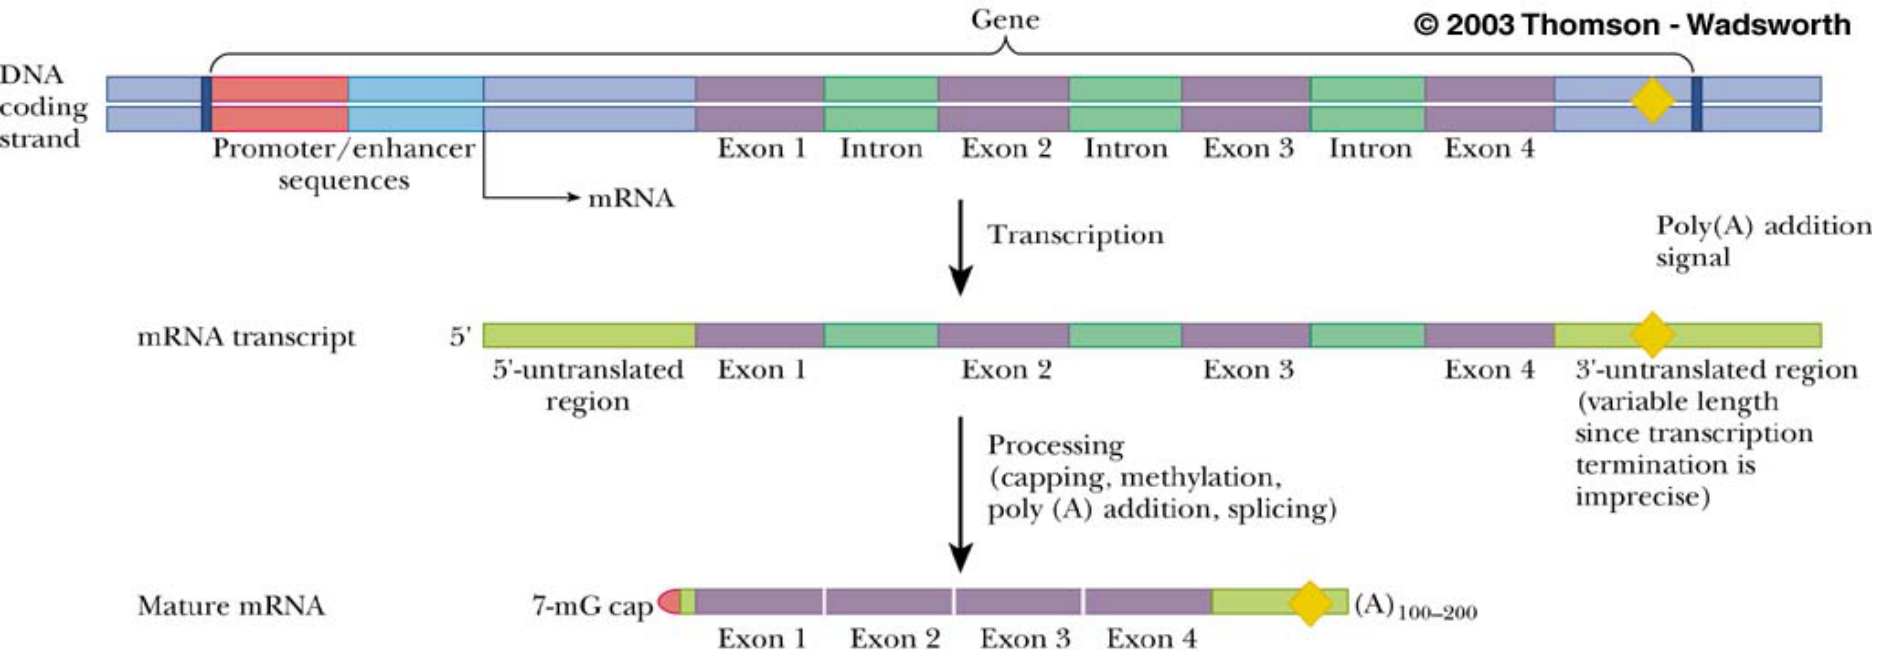 Gene
© 2003 Thomson - Wadsworth
DNA
coding
strand
Promoter/enhancer
sequences
Exon 1
Intron
Exon 2
Intron
Exon 3
Intron
Exon 4
mRNA
Transcription
Poly(A) addition
signal
mRNA transcript
5'
5'-untranslated
region
Exon 1
Exon 2
Exon 3
Exon 4
3'-untranslated region
(variable length
since transcription
termination is
imprecise)
Processing
(capping, methylation,
poly (A) addition, splicing)
Mature mRNA
7-mG cap
(A)100–200
Exon 1
Exon 2
Exon 3
Exon 4